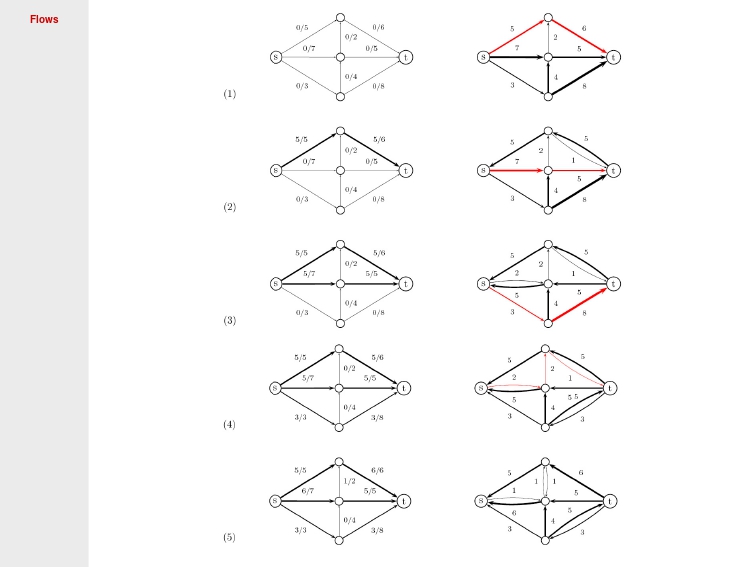 Flows
0/5 0/6 5 6
0/2 2
0/7 0/5 7 5
s t s t
0/4 4
0/3 0/8 3 8
(1)
5/5 5/6 5 5
0/2 2
0/7 0/5 7 1
s t s t
5
0/4 4
0/3 0/8 3 8
(2)
5/5 5/6 5 5
0/2 2
5/7 5/5 2 1
s t s t
5 5
0/4 4
0/3 0/8 3 8
(3)
5/5 5/6 5 5
0/2 2
5/7 5/5 2 1
s t s t
5 5 5
0/4 4
3/3 3/8 3 3
(4)
5/5 6/6 5 6
1/2 1 1
6/7 5/5 1 5
s t s t
6 5
0/4 4
3/3 3/8 3 3
(5)